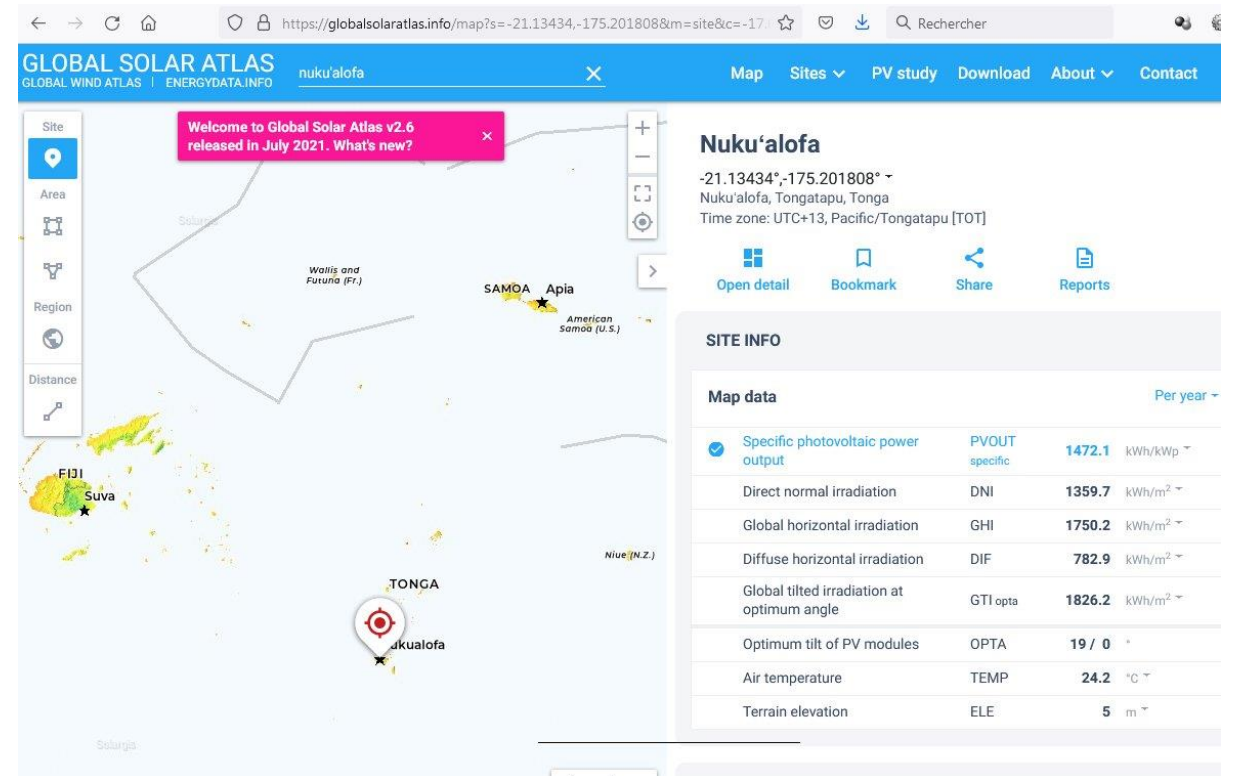 https://globalsolaratlas.info/map?s=-21.13434,-175.201808&m=site&c=-17.
Rechercher
GLOBAL SOLAR ATLAS
GLOBAL WIND ATLAS | ENERGYDATA.INFO
nuku'alofa
Map Sites PV study Download About Contact
Site
Area
Region
Distance
Welcome to Global Solar Atlas v2.6
released in July 2021. What's new?
Solargis
Wallis and
Futuna (Fr.)
SAMOA Apia
American
Samoa (U.S.)
FIJI
Suva
Niue (N.Z.)
TONGA
ukualofa
Solargis
Nukuʻalofa
-21.13434°,-175.201808°
Nuku'alofa, Tongatapu, Tonga
Time zone: UTC+13, Pacific/Tongatapu [TOT]
Open detail Bookmark Share Reports
SITE INFO
Map data Per year
Specific photovoltaic power
output PVOUT
specific 1472.1 kWh/kWp
Direct normal irradiation DNI 1359.7 kWh/m²
Global horizontal irradiation GHI 1750.2 kWh/m²
Diffuse horizontal irradiation DIF 782.9 kWh/m²
Global tilted irradiation at
optimum angle GTI opta 1826.2 kWh/m²
Optimum tilt of PV modules OPTA 19 / 0 °
Air temperature TEMP 24.2 °C
Terrain elevation ELE 5 m